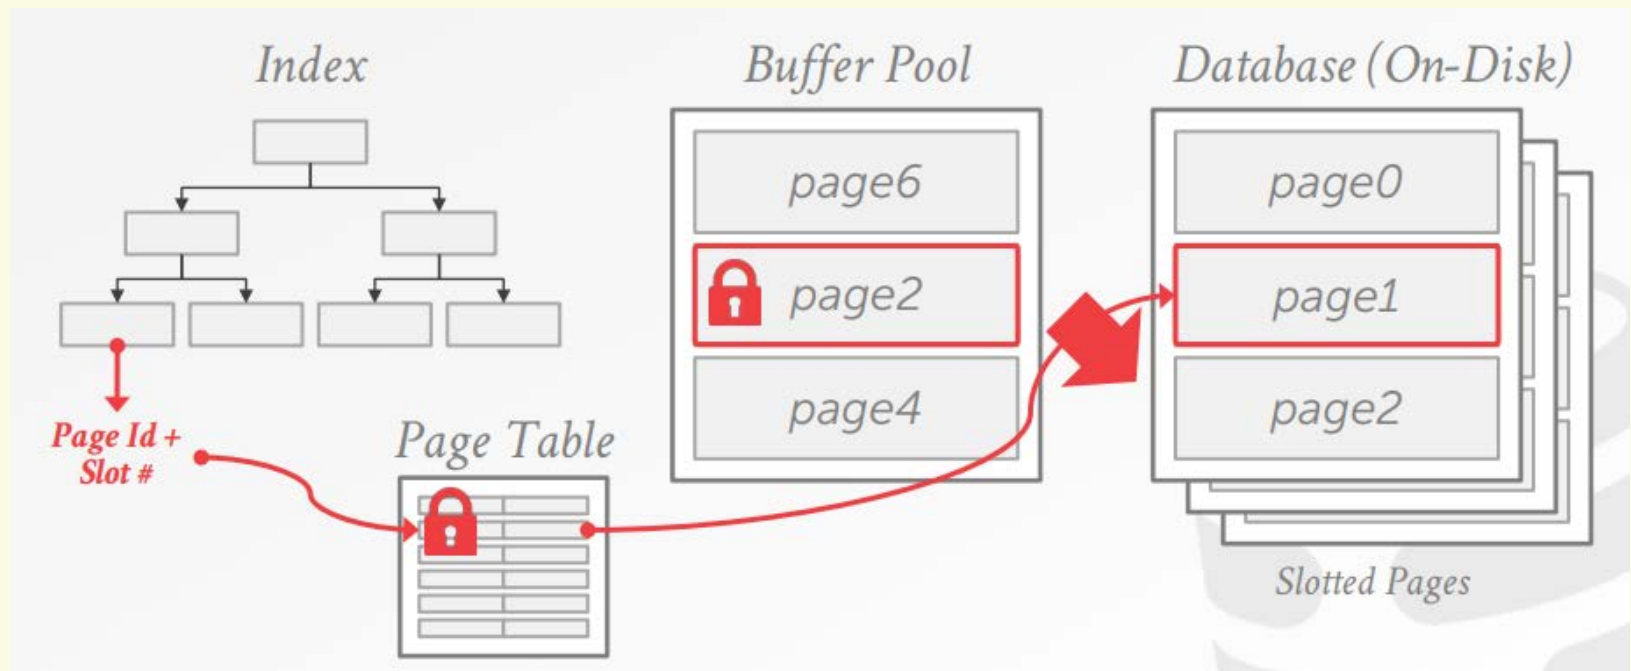 Index
Buffer Pool
Database (On-Disk)
page6
page0
page2
page1
page4
page2
Page Id +
Slot #
Page Table
Slotted Pages